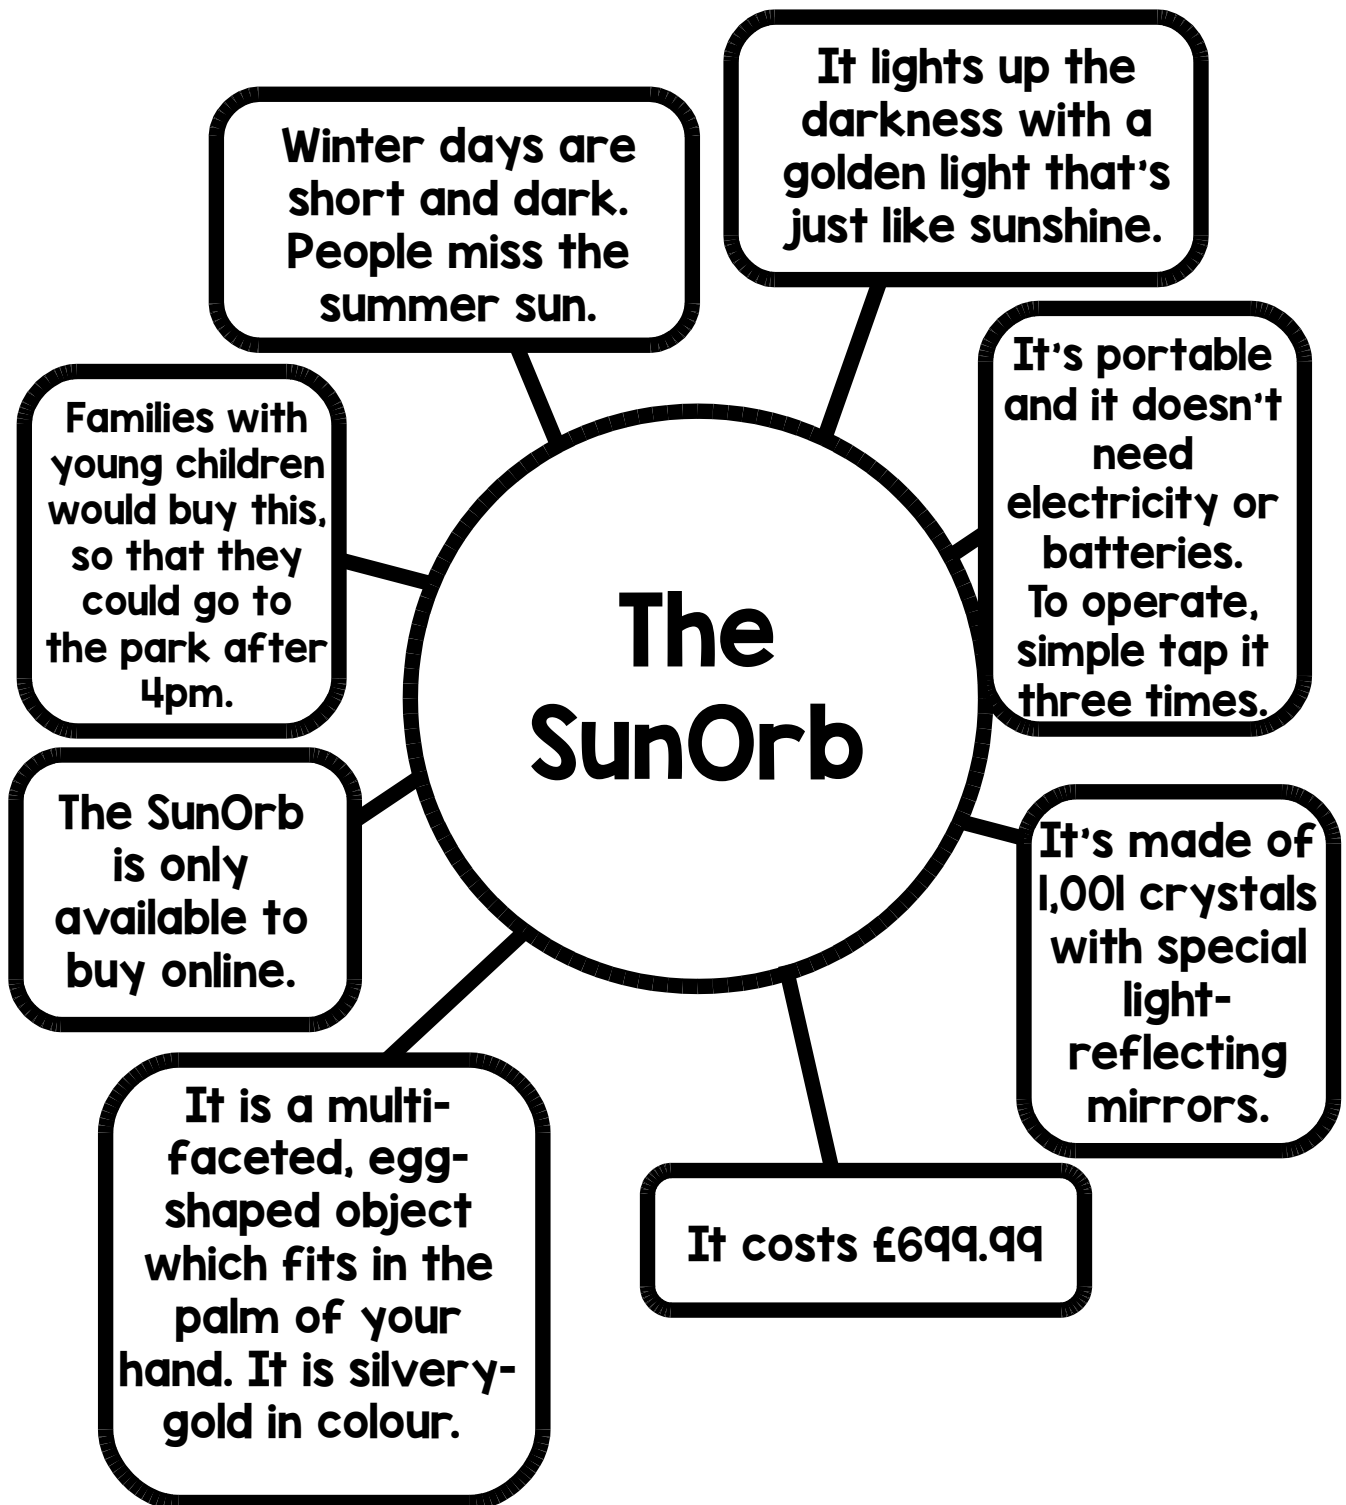 It lights up the
darkness with a
golden light that's
just like sunshine.
Winter days are
short and dark.
People miss the
summer sun.
It's portable
and it doesn't
need
electricity or
batteries.
To operate,
simple tap it
three times.
Families with
young children
would buy this,
so that they
could go to
the park after
4pm.
The
SunOrb
The SunOrb
is only
available to
buy online.
It's made of
1,001 crystals
with special
light-
reflecting
mirrors.
It is a multi-
faceted, egg-
shaped object
which fits in the
palm of your
hand. It is silvery-
gold in colour.
It costs £699.99